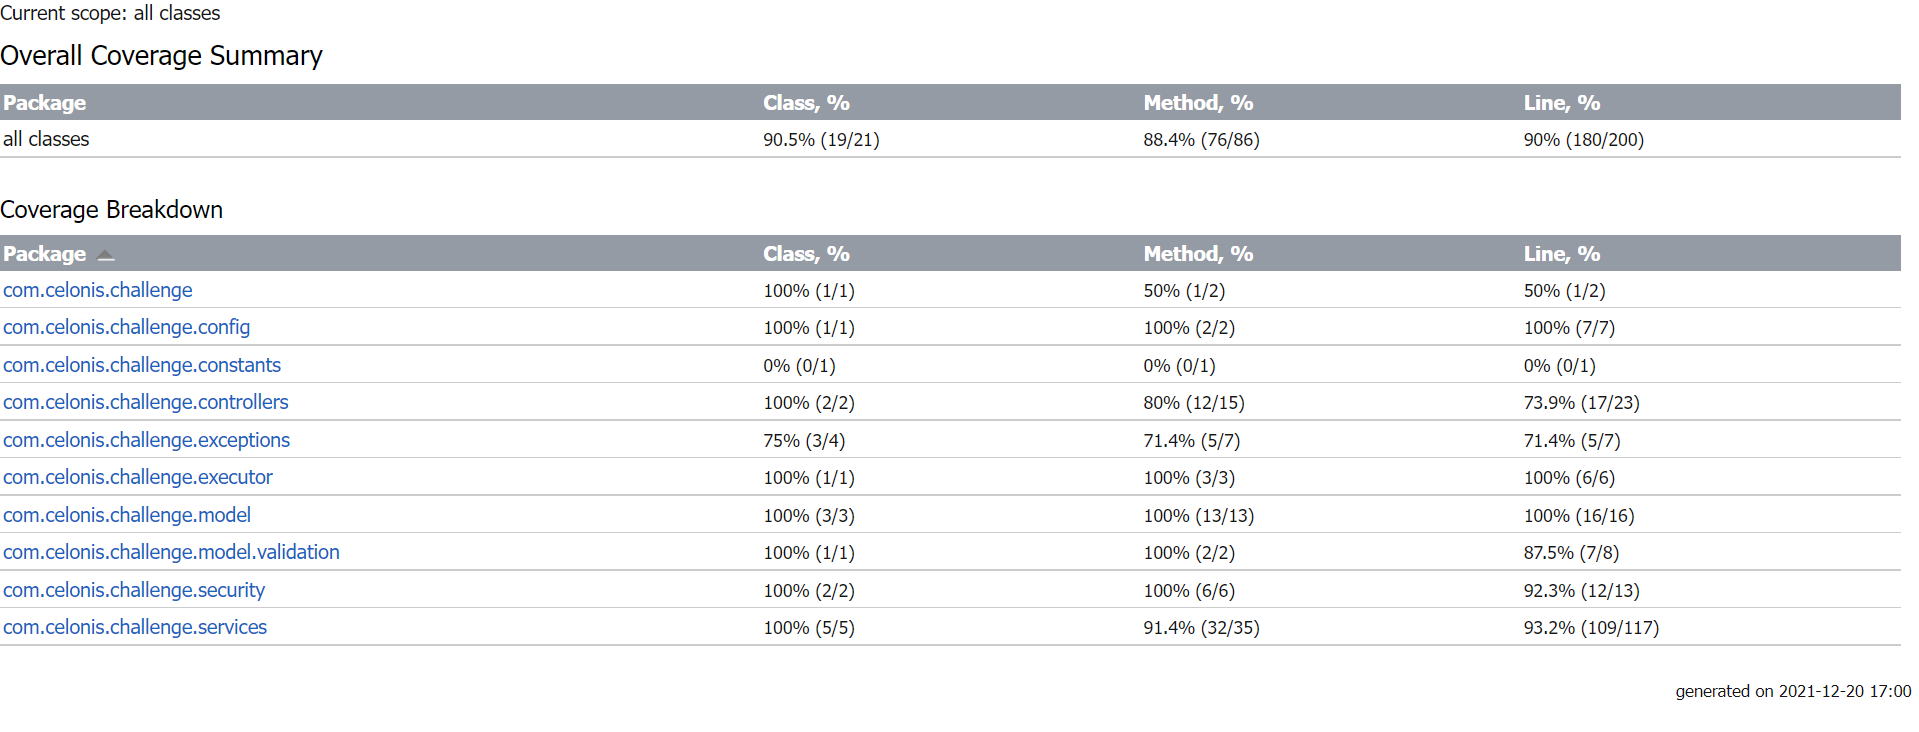 Current scope: all classes
Overall Coverage Summary
Package Class, % Method, % Line, %
all classes 90.5% (19/21) 88.4% (76/86) 90% (180/200)
Coverage Breakdown
Package Class, % Method, % Line, %
com.celonis.challenge 100% (1/1) 50% (1/2) 50% (1/2)
com.celonis.challenge.config 100% (1/1) 100% (2/2) 100% (7/7)
com.celonis.challenge.constants 0% (0/1) 0% (0/1) 0% (0/1)
com.celonis.challenge.controllers 100% (2/2) 80% (12/15) 73.9% (17/23)
com.celonis.challenge.exceptions 75% (3/4) 71.4% (5/7) 71.4% (5/7)
com.celonis.challenge.executor 100% (1/1) 100% (3/3) 100% (6/6)
com.celonis.challenge.model 100% (3/3) 100% (13/13) 100% (16/16)
com.celonis.challenge.model.validation 100% (1/1) 100% (2/2) 87.5% (7/8)
com.celonis.challenge.security 100% (2/2) 100% (6/6) 92.3% (12/13)
com.celonis.challenge.services 100% (5/5) 91.4% (32/35) 93.2% (109/117)
generated on 2021-12-20 17:00